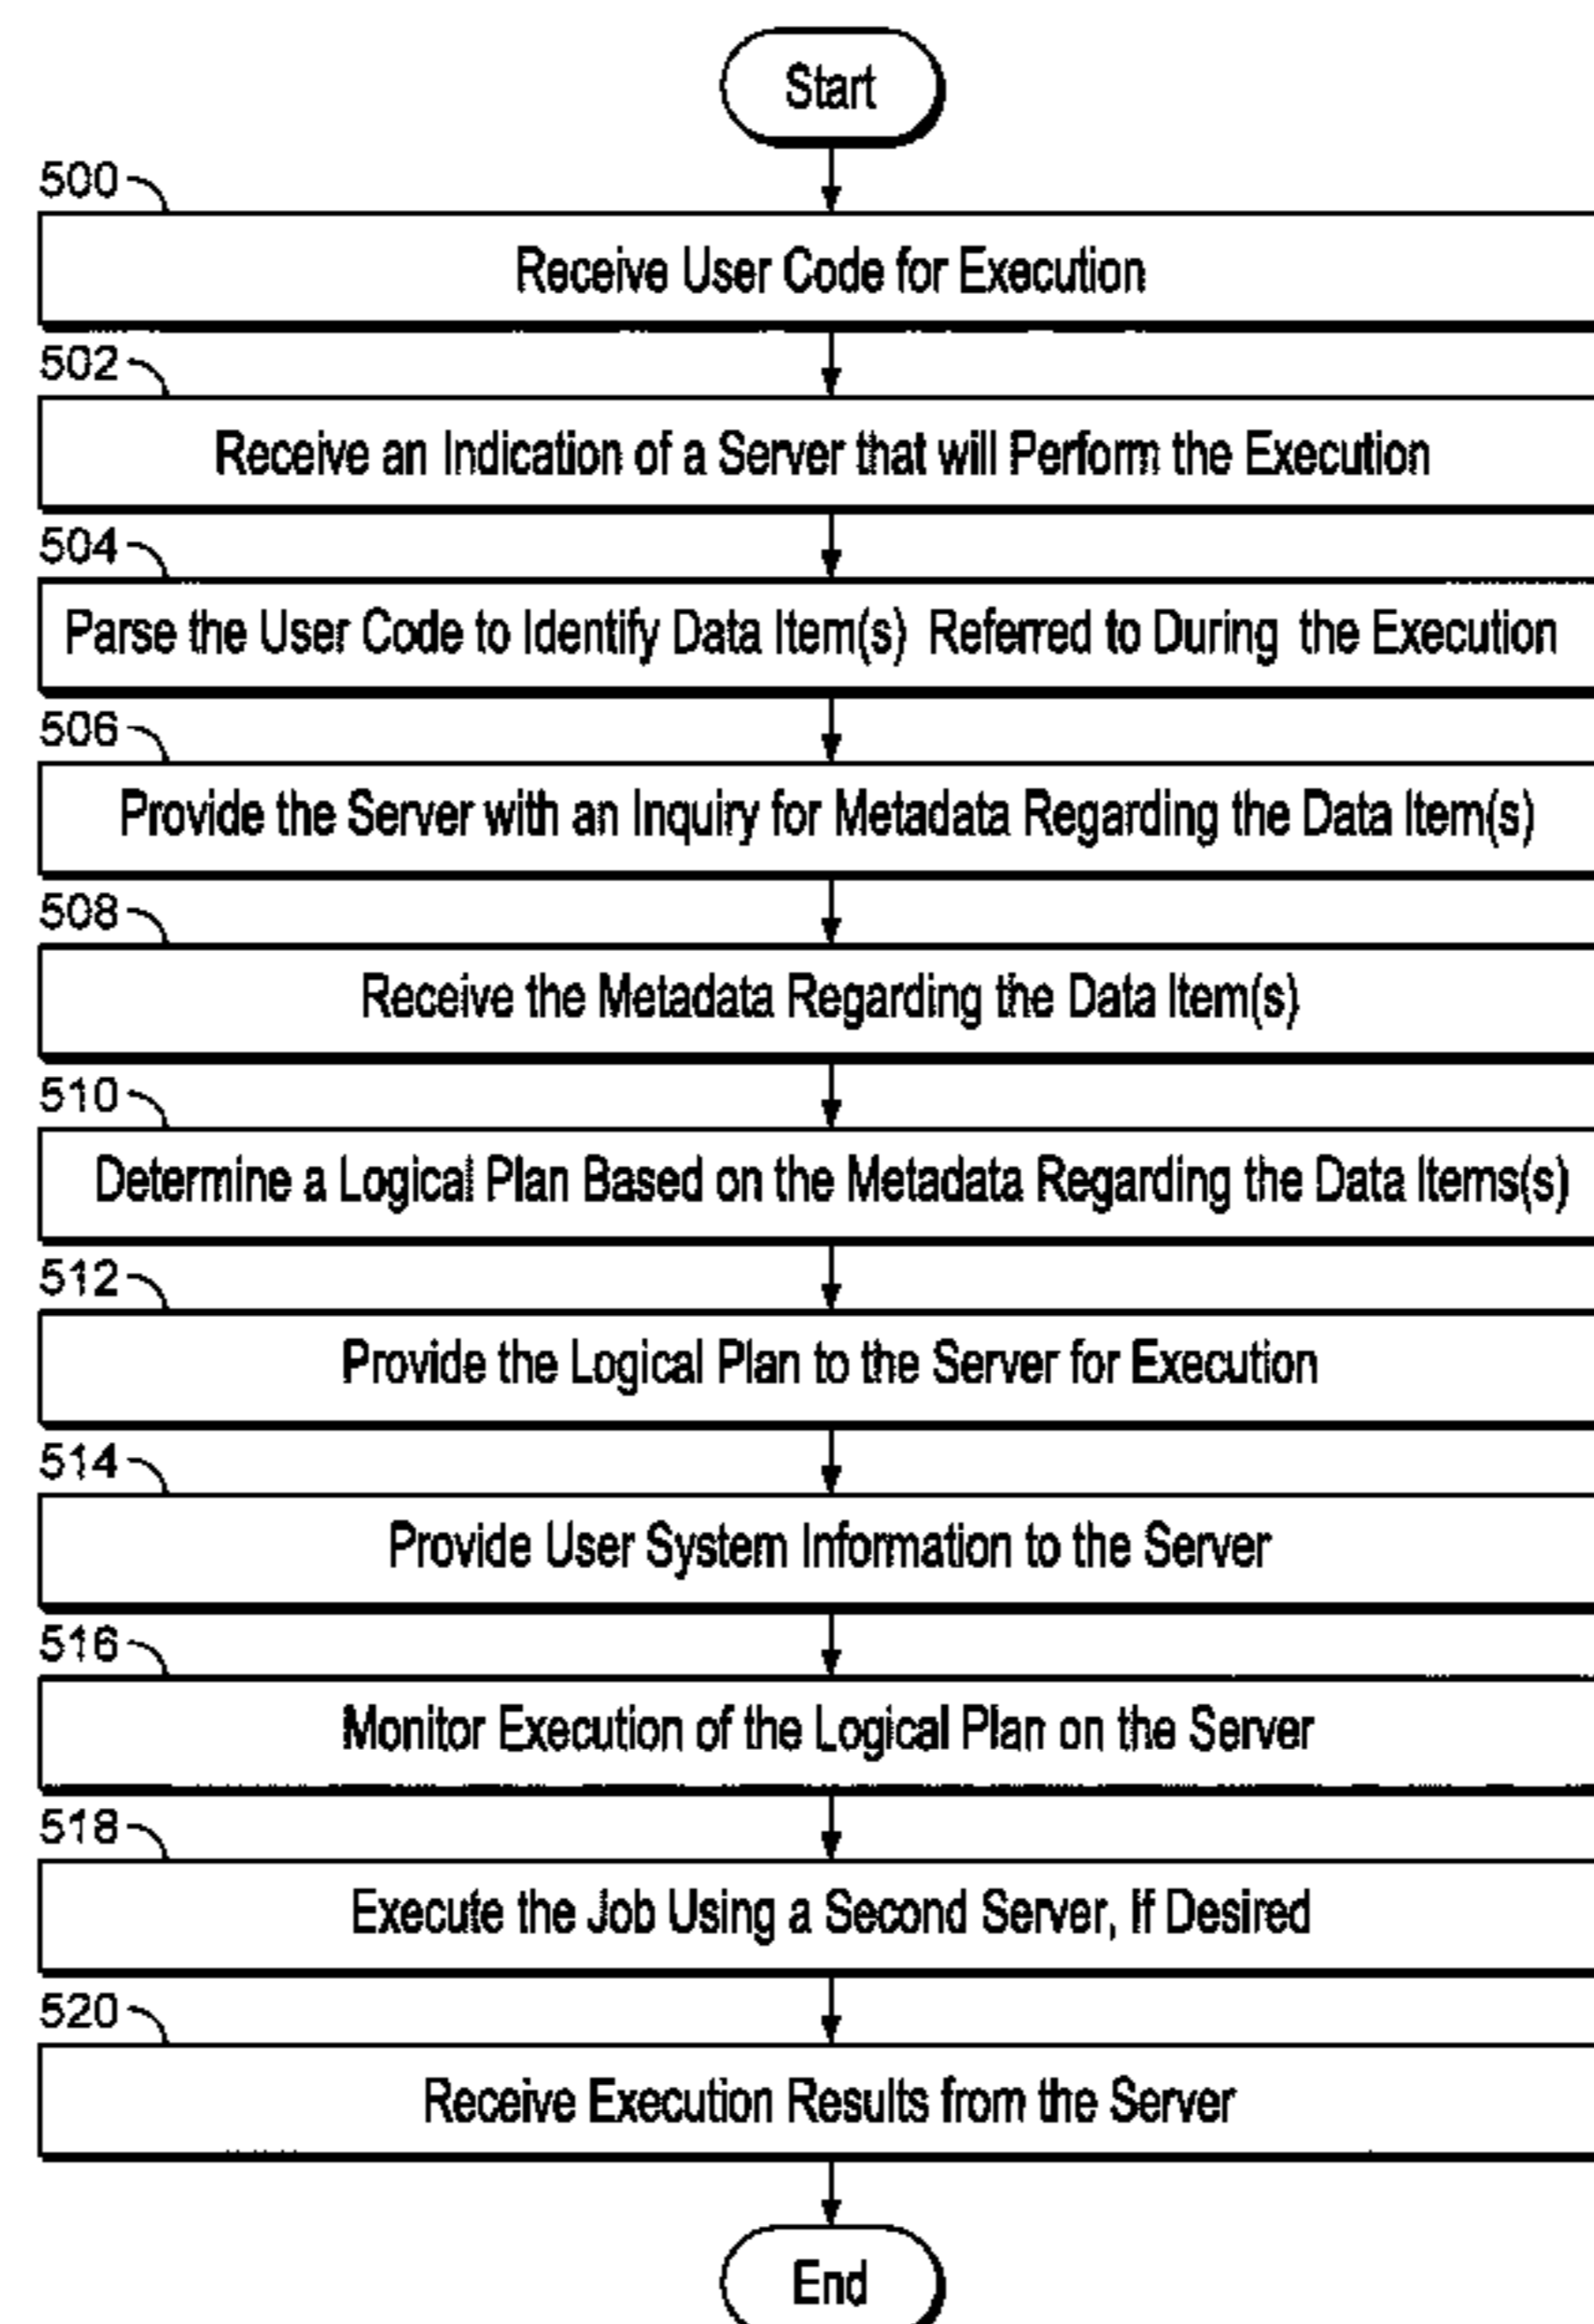 Start
500
Receive User Code for Execution
502
Receive an Indication of a Server that will Perform the Execution
504
Parse the User Code to Identify Data Item(s) Referred to During the Execution
506
Provide the Server with an Inquiry for Metadata Regarding the Data Item(s)
508
Receive the Metadata Regarding the Data Item(s)
510
Determine a Logical Plan Based on the Metadata Regarding the Data Items(s)
512
Provide the Logical Plan to the Server for Execution
514
Provide User System Information to the Server
516
Monitor Execution of the Logical Plan on the Server
518
Execute the Job Using a Second Server, If Desired
520
Receive Execution Results from the Server
End